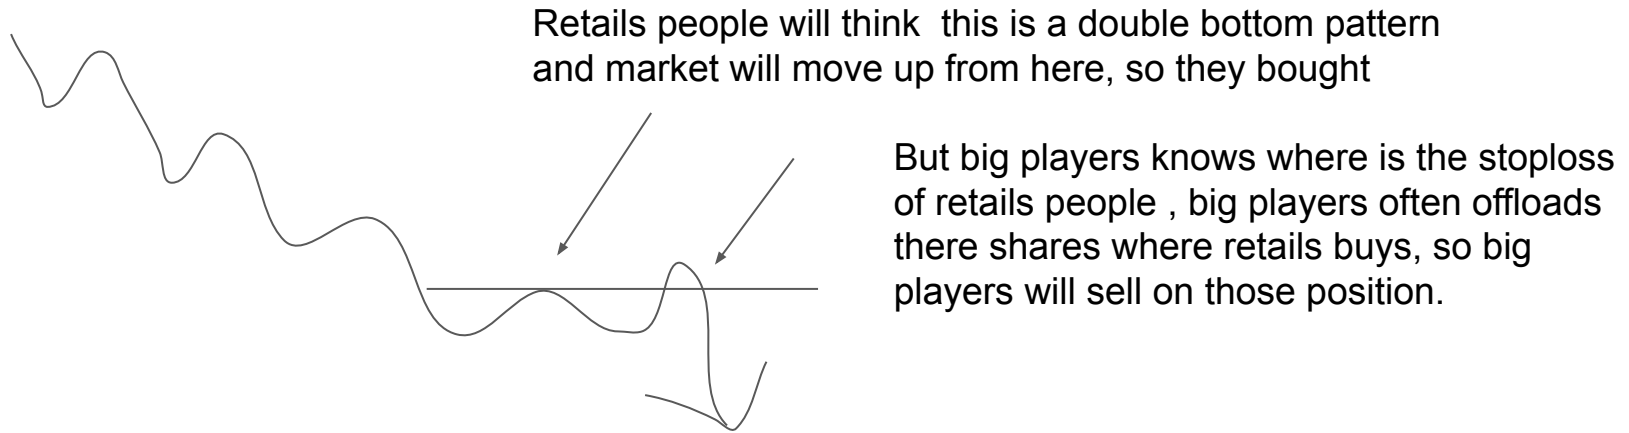 Retails people will think  this is a double bottom pattern
and market will move up from here, so they bought
But big players knows where is the stoploss
of retails people , big players often offloads
there shares where retails buys, so big
players will sell on those position.